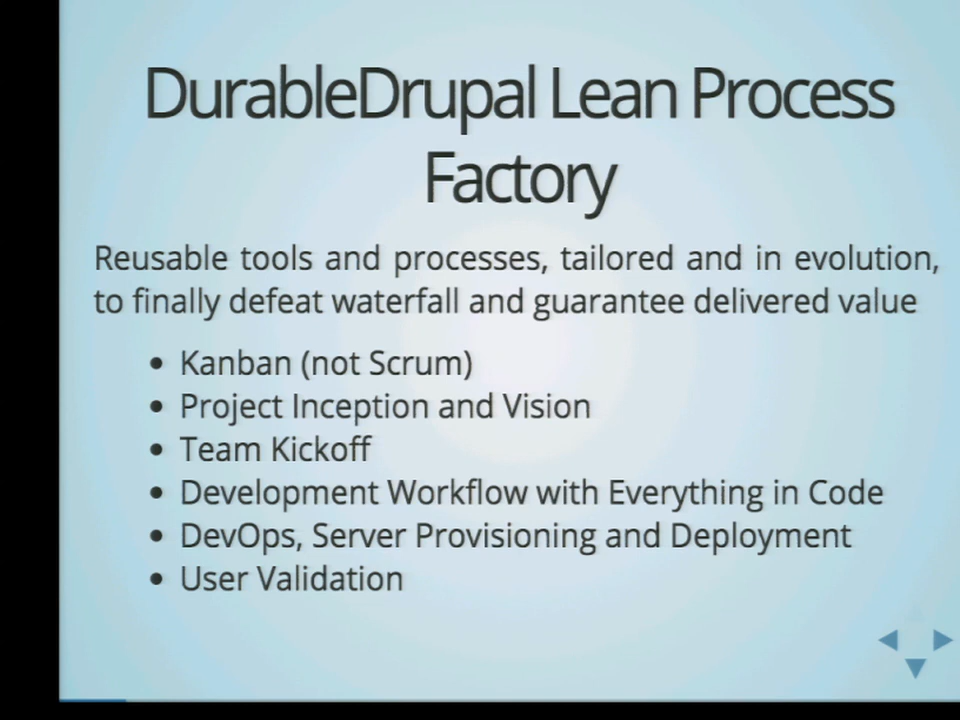 DurableDrupal Lean Process
Factory
Reusable tools and processes, tailored and in evolution,
to finally defeat waterfall and guarantee delivered value
Kanban (not Scrum)
Project Inception and Vision
Team Kickoff
Development Workflow with Everything in Code
DevOps, Server Provisioning and Deployment
User Validation